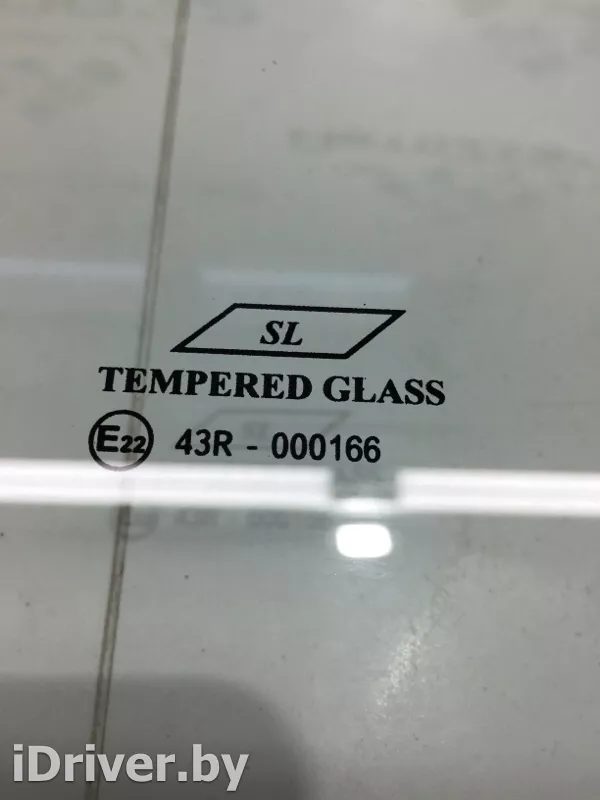 SL
TEMPERED GLASS
E22 43R - 000166
iDriver.by